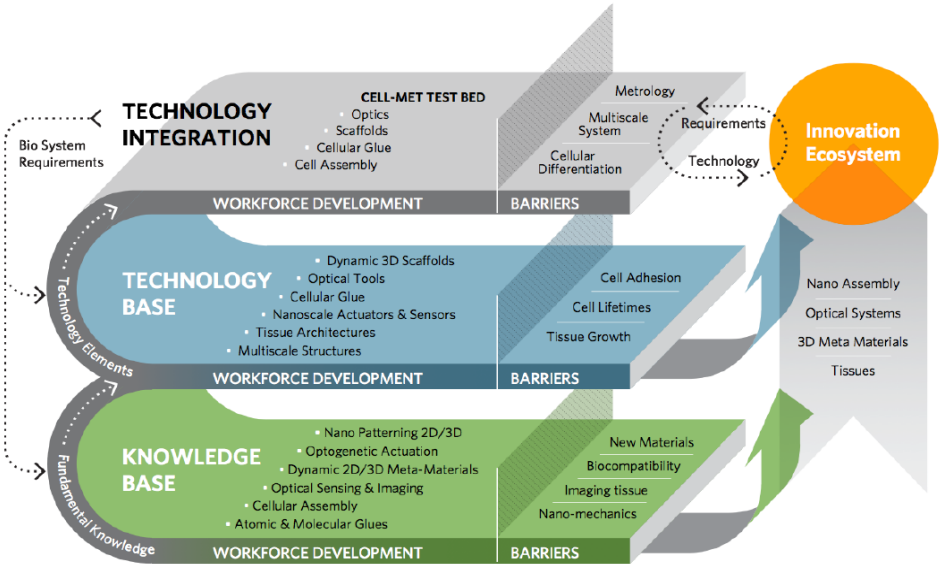 TECHNOLOGY
INTEGRATION
CELL-MET TEST BED
• Optics
• Scaffolds
• Cellular Glue
• Cell Assembly
Metrology
Multiscale
System
Cellular
Differentiation
WORKFORCE DEVELOPMENT
BARRIERS
Bio System
Requirements
Requirements
Technology
Innovation
Ecosystem
Technology Elements
TECHNOLOGY
BASE
• Dynamic 3D Scaffolds
• Optical Tools
• Cellular Glue
• Nanoscale Actuators & Sensors
• Tissue Architectures
• Multiscale Structures
Cell Adhesion
Cell Lifetimes
Tissue Growth
WORKFORCE DEVELOPMENT
BARRIERS
Nano Assembly
Optical Systems
3D Meta Materials
Tissues
Fundamental Knowledge
KNOWLEDGE
BASE
• Nano Patterning 2D/3D
• Optogenetic Actuation
• Dynamic 2D/3D Meta-Materials
• Optical Sensing & Imaging
• Cellular Assembly
• Atomic & Molecular Glues
New Materials
Biocompatibility
Imaging tissue
Nano-mechanics
WORKFORCE DEVELOPMENT
BARRIERS